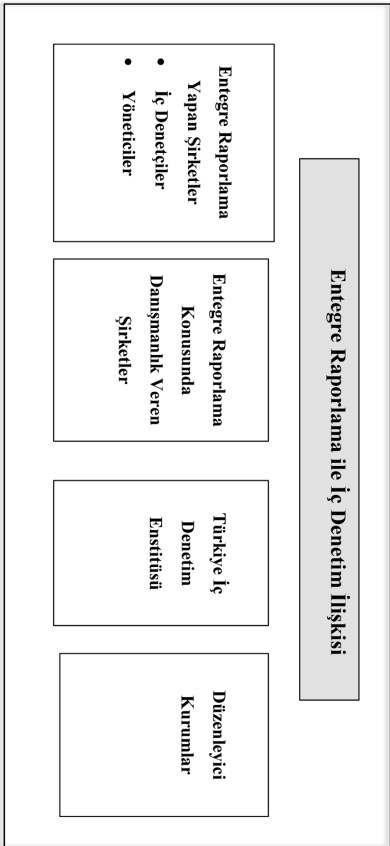 Entegre Raporlama ile İç Denetim İlişkisi
Entegre Raporlama
Yapan Şirketler
• İç Denetçiler
• Yöneticiler
Entegre Raporlama
Konusunda
Danışmanlık Veren
Şirketler
Türkiye İç
Denetim
Enstitüsü
Düzenleyici
Kurumlar